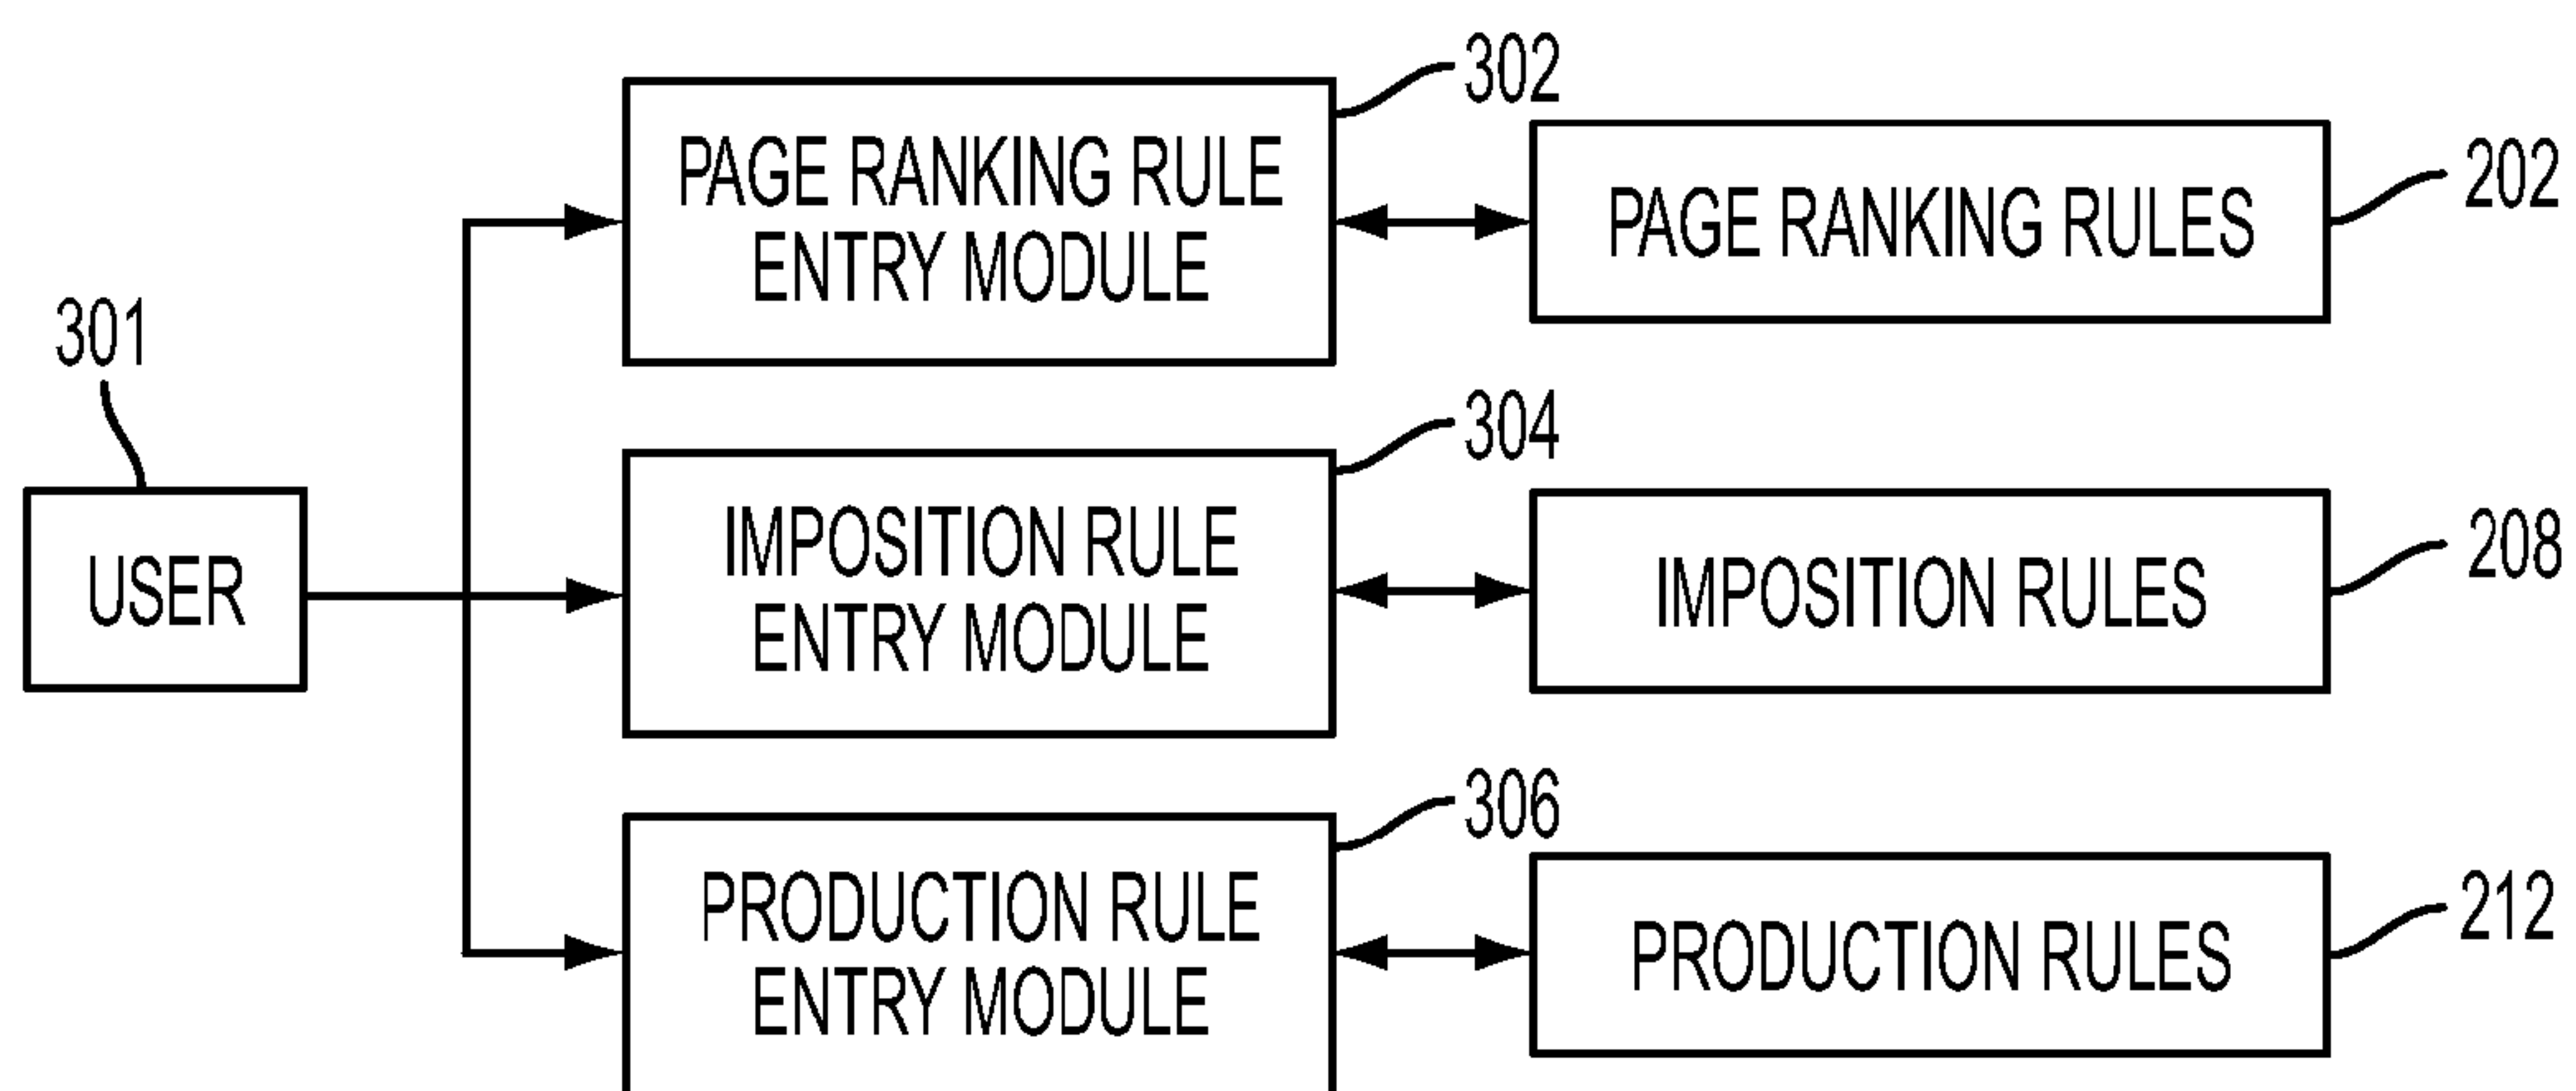 302
PAGE RANKING RULE
ENTRY MODULE
202
PAGE RANKING RULES
301
USER
304
IMPOSITION RULE
ENTRY MODULE
208
IMPOSITION RULES
306
PRODUCTION RULE
ENTRY MODULE
212
PRODUCTION RULES